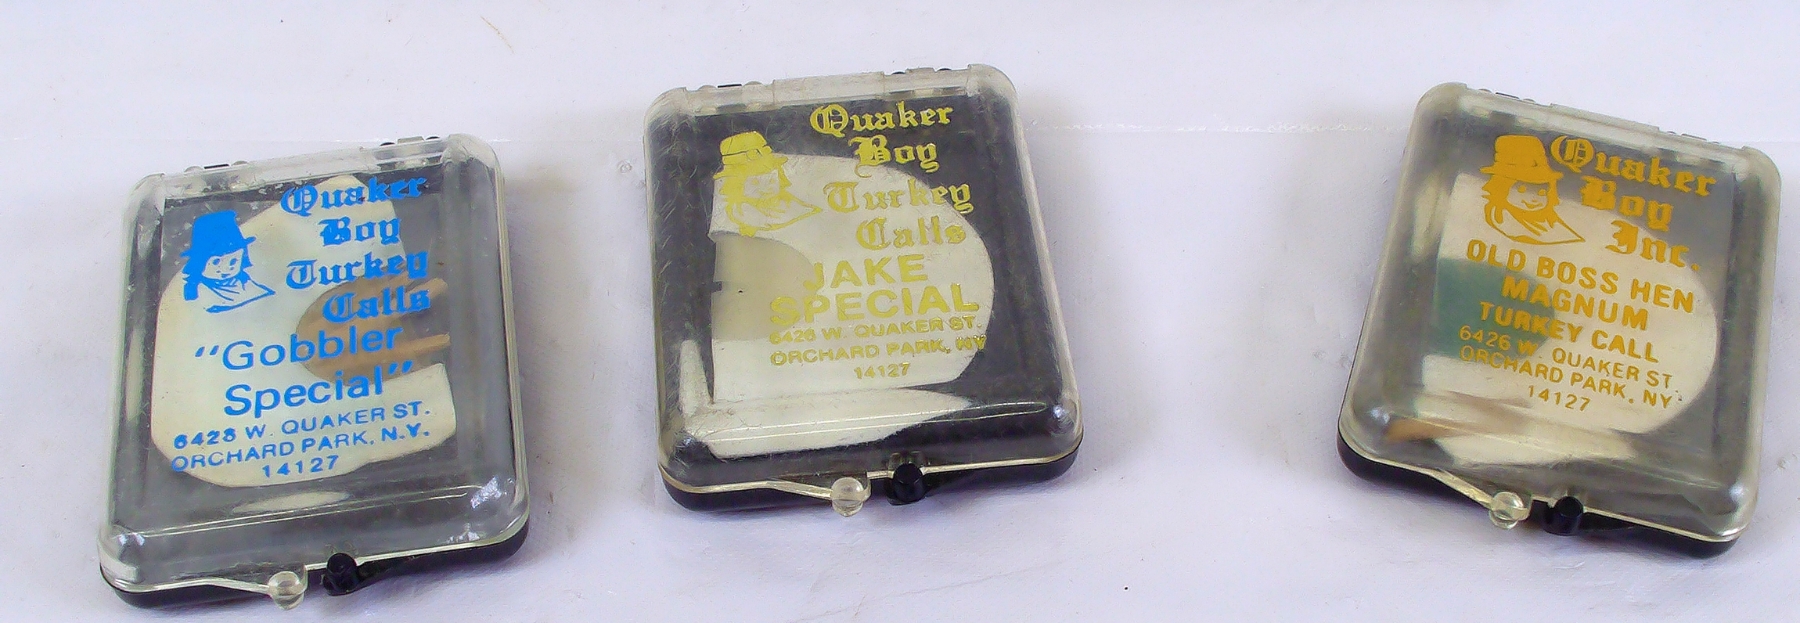 Quaker
Boy
Turkey
Calls
"Gobbler
Special"
6426 W. QUAKER ST.
ORCHARD PARK, N.Y.
14127
Quaker
Boy
Turkey
Calls
JAKE
SPECIAL
6426 W. QUAKER ST.
ORCHARD PARK, NY
14127
Quaker
Boy
Inc.
OLD BOSS HEN
MAGNUM
TURKEY CALL
6426 W. QUAKER ST.
ORCHARD PARK, NY
14127